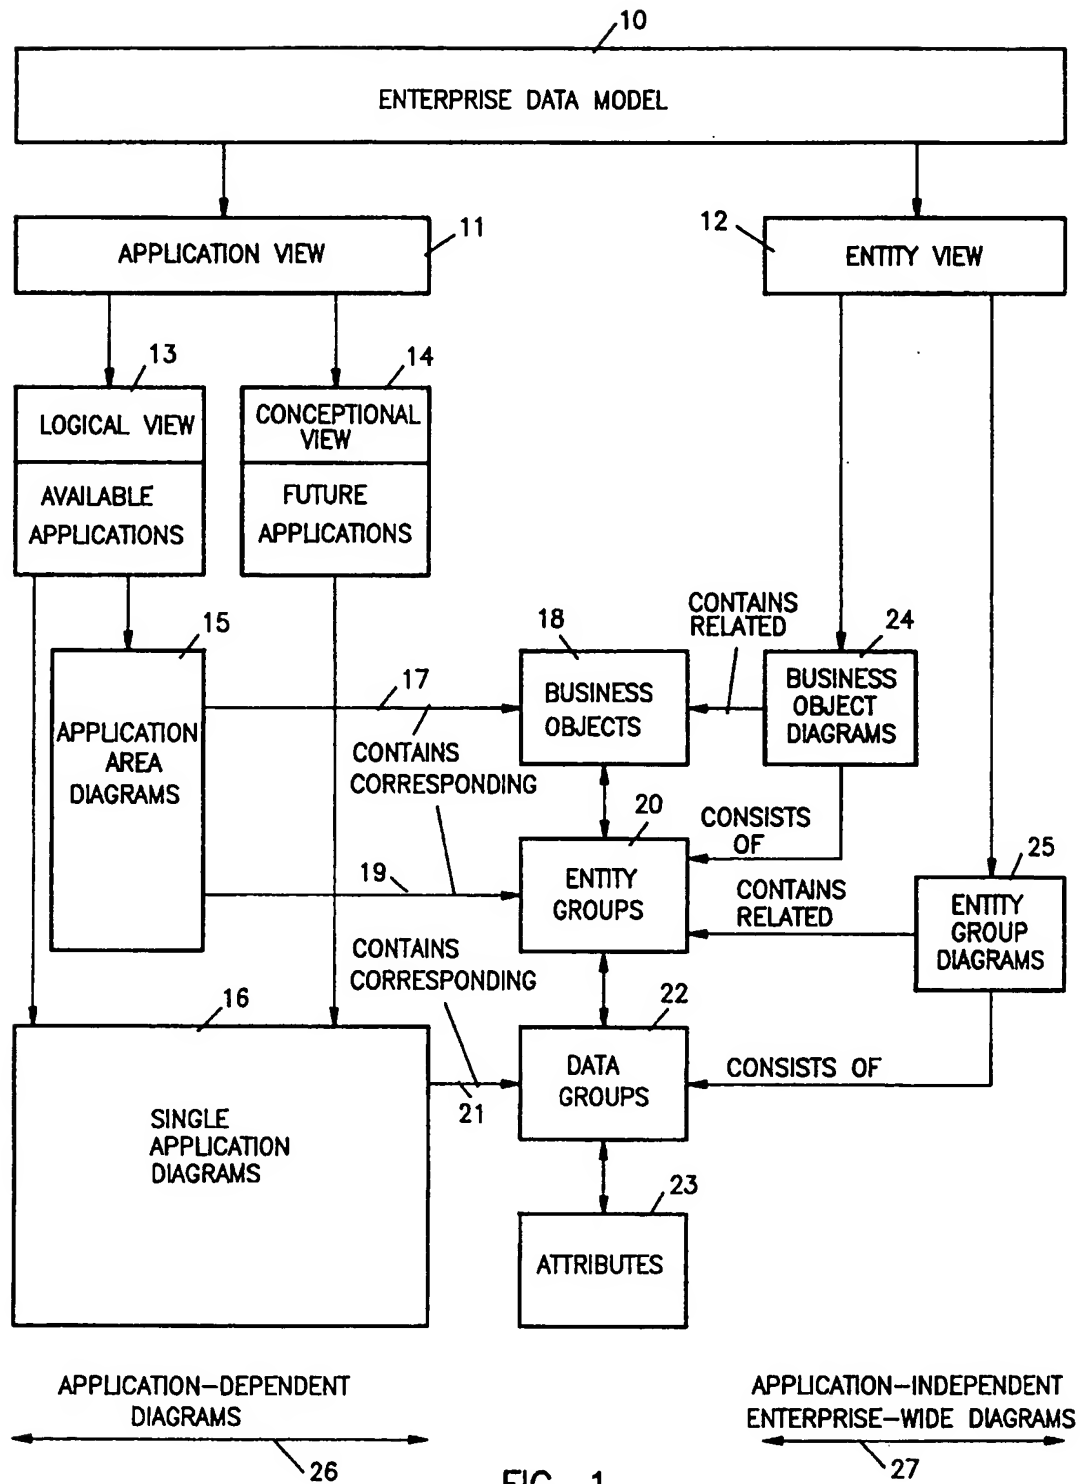 10
ENTERPRISE DATA MODEL
11
APPLICATION VIEW
12
ENTITY VIEW
13
LOGICAL VIEW
AVAILABLE
APPLICATIONS
14
CONCEPTIONAL
VIEW
FUTURE
APPLICATIONS
15
APPLICATION
AREA
DIAGRAMS
17
CONTAINS
CORRESPONDING
19
18
BUSINESS
OBJECTS
CONTAINS
RELATED
24
BUSINESS
OBJECT
DIAGRAMS
20
ENTITY
GROUPS
CONSISTS
OF
CONTAINS
RELATED
25
ENTITY
GROUP
DIAGRAMS
CONTAINS
CORRESPONDING
16
SINGLE
APPLICATION
DIAGRAMS
21
22
DATA
GROUPS
CONSISTS OF
23
ATTRIBUTES
APPLICATION-DEPENDENT
DIAGRAMS
26
APPLICATION-INDEPENDENT
ENTERPRISE-WIDE DIAGRAMS
27
FIG. 1